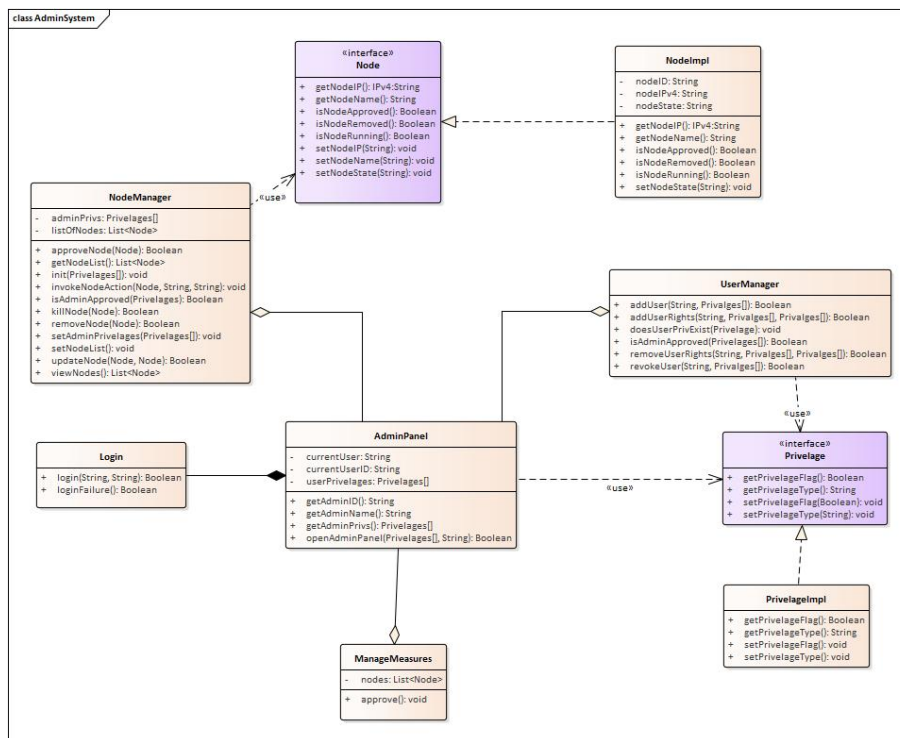 class AdminSystem
«interface»
Node
+ getNodeIP(): IPv4:String
+ getNodeName(): String
+ isNodeApproved(): Boolean
+ isNodeRemoved(): Boolean
+ isNodeRunning(): Boolean
+ setNodeIP(String): void
+ setNodeName(String): void
+ setNodeState(String): void
NodeImpl
- nodeID: String
- nodeIPv4: String
- nodeState: String
+ getNodeIP(): IPv4:String
+ getNodeName(): String
+ isNodeApproved(): Boolean
+ isNodeRemoved(): Boolean
+ isNodeRunning(): Boolean
+ setNodeState(String): void
«use»
NodeManager
- adminPrivs: Privelages[]
- listOfNodes: List<Node>
+ approveNode(Node): Boolean
+ getNodeList(): List<Node>
+ init(Privelages[]): void
+ invokeNodeAction(Node, String, String): void
+ isAdminApproved(Privelages): Boolean
+ killNode(Node): Boolean
+ removeNode(Node): Boolean
+ setAdminPrivelages(Privelages[]): void
+ setNodeList(): void
+ updateNode(Node, Node): Boolean
+ viewNodes(): List<Node>
UserManager
+ addUser(String, Privalges[]): Boolean
+ addUserRights(String, Privalges[], Privalges[]): Boolean
+ doesUserPrivExist(Privelage): void
+ isAdminApproved(Privelages[]): Boolean
+ removeUserRights(String, Privalges[], Privalges[]): Boolean
+ revokeUser(String, Privalges[]): Boolean
«use»
Login
+ login(String, String): Boolean
+ loginFailure(): Boolean
AdminPanel
- currentUser: String
- currentUserID: String
- userPrivelages: Privelages[]
+ getAdminID(): String
+ getAdminName(): String
+ getAdminPrivs(): Privelages[]
+ openAdminPanel(Privelages[], String): Boolean
«use»
«interface»
Privelage
+ getPrivelageFlag(): Boolean
+ getPrivelageType(): String
+ setPrivelageFlag(Boolean): void
+ setPrivelageType(String): void
PrivelageImpl
+ getPrivelageFlag(): Boolean
+ getPrivelageType(): String
+ setPrivelageFlag(): void
+ setPrivelageType(): void
ManageMeasures
- nodes: List<Node>
+ approve(): void